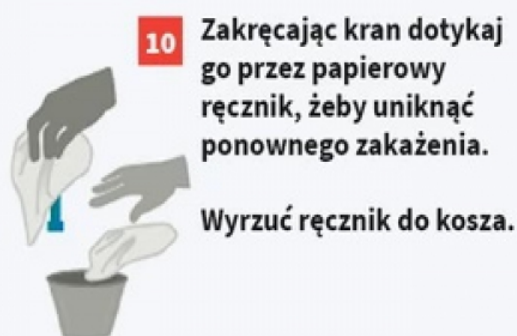 10
Zakręcając kran dotykaj
go przez papierowy
ręcznik, żeby uniknąć
ponownego zakażenia.
Wyrzuć ręcznik do kosza.